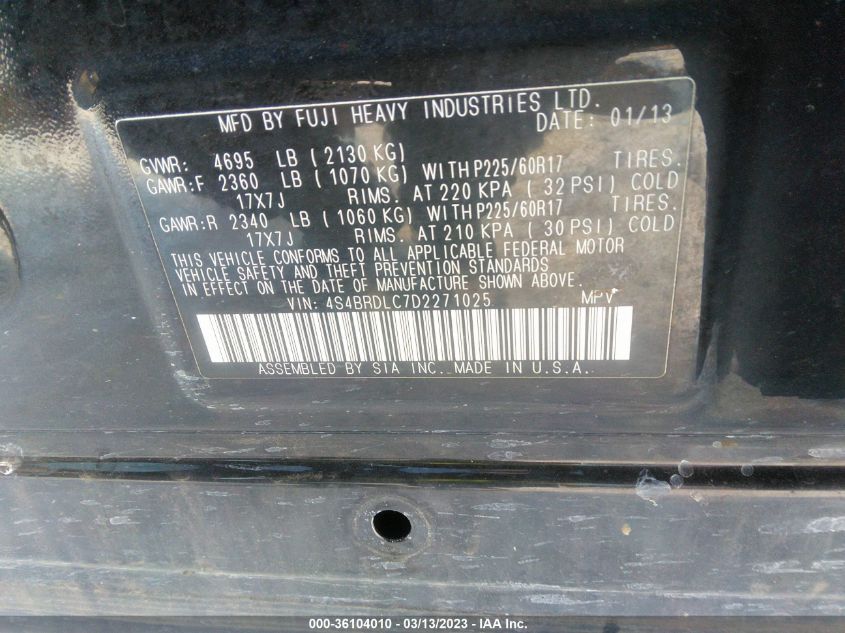 MFD BY FUJI HEAVY INDUSTRIES LTD.
DATE: 01/13
GVWR: 4695 LB (2130 KG)
GAWR:F 2360 LB (1070 KG) WITH P225/60R17 TIRES.
17X7J RIMS. AT 220 KPA (32 PSI) COLD
GAWR:R 2340 LB (1060 KG) WITH P225/60R17 TIRES.
17X7J RIMS. AT 210 KPA (30 PSI) COLD
THIS VEHICLE CONFORMS TO ALL APPLICABLE FEDERAL MOTOR
VEHICLE SAFETY AND THEFT PREVENTION STANDARDS
IN EFFECT ON THE DATE OF MANUFACTURE SHOWN ABOVE.
VIN: 4S4BRDLC7D2271025 MPV
ASSEMBLED BY SIA INC. MADE IN U.S.A.
000-36104010 - 03/13/2023 - IAA Inc.